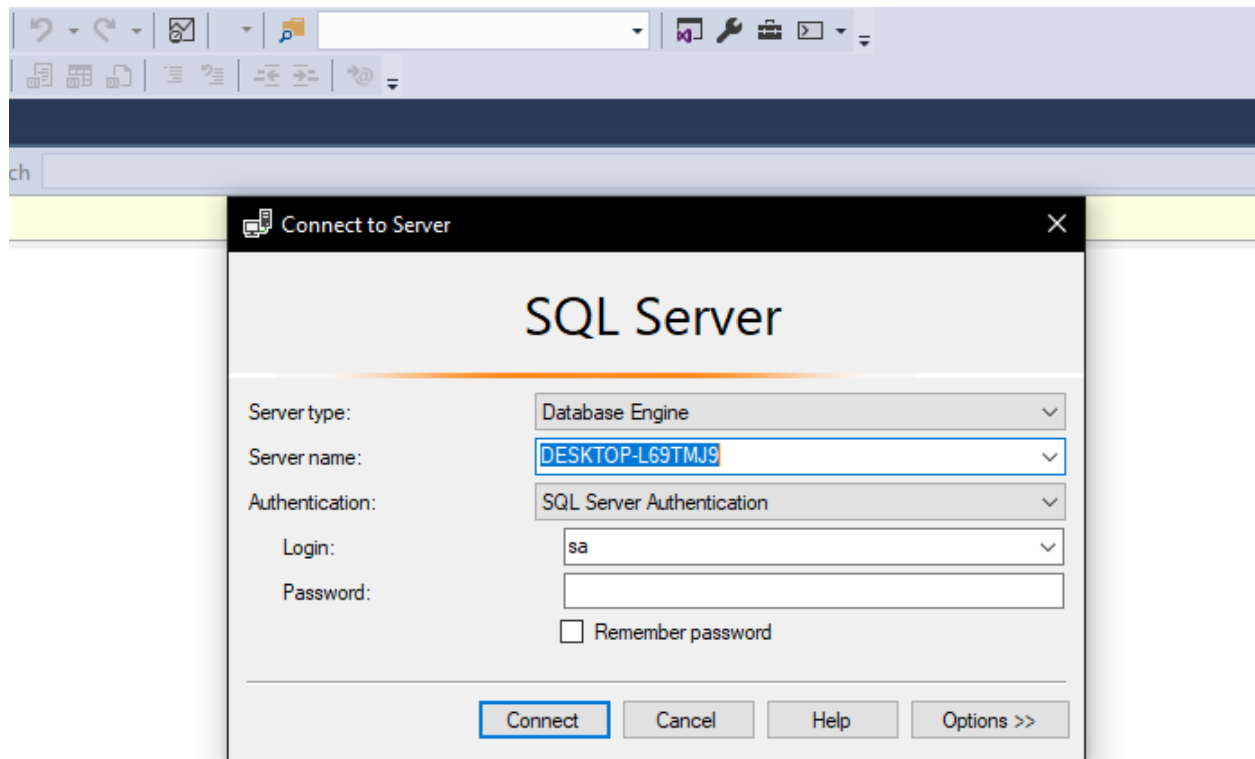 ch
Connect to Server
SQL Server
Server type:
Database Engine
Server name:
DESKTOP-L69TMJ9
Authentication:
SQL Server Authentication
Login:
sa
Password:
Remember password
Connect
Cancel
Help
Options >>